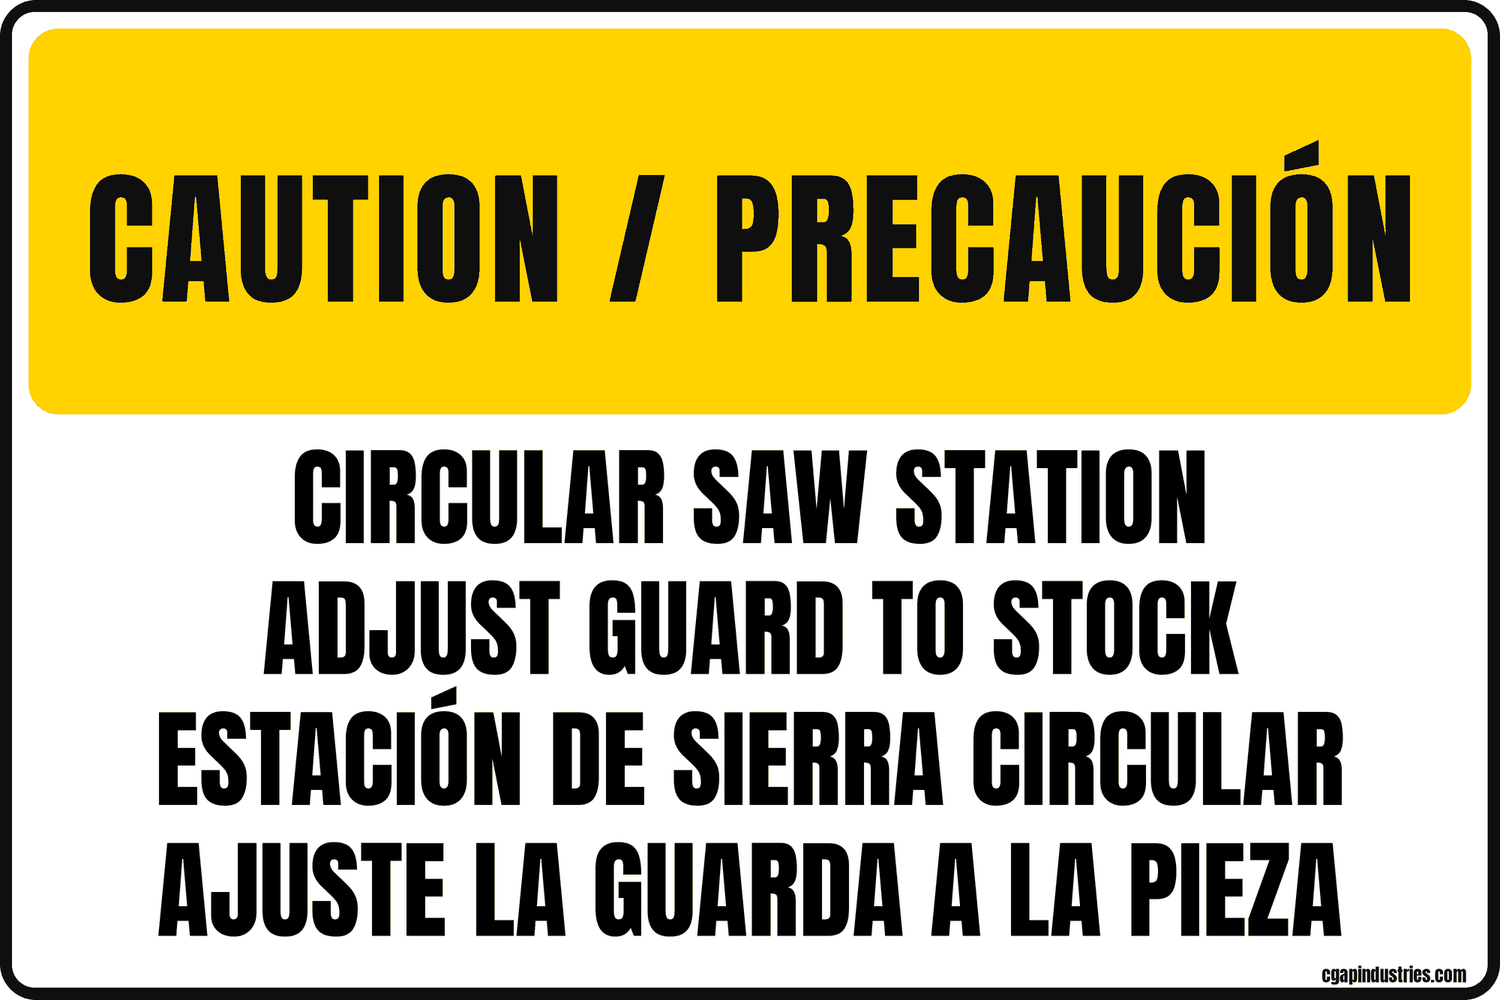 CAUTION / PRECAUCIÓN
CIRCULAR SAW STATION
ADJUST GUARD TO STOCK
ESTACIÓN DE SIERRA CIRCULAR
AJUSTE LA GUARDA A LA PIEZA
cgapindustries.com